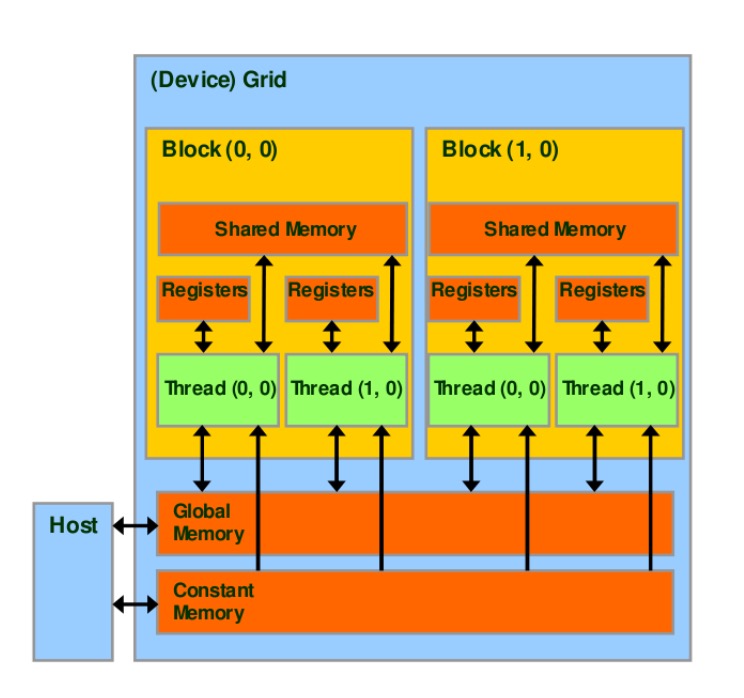 (Device) Grid
Block (0, 0)
Block (1, 0)
Shared Memory
Shared Memory
Registers
Registers
Registers
Registers
Thread (0, 0)
Thread (1, 0)
Thread (0, 0)
Thread (1, 0)
Host
Global
Memory
Constant
Memory